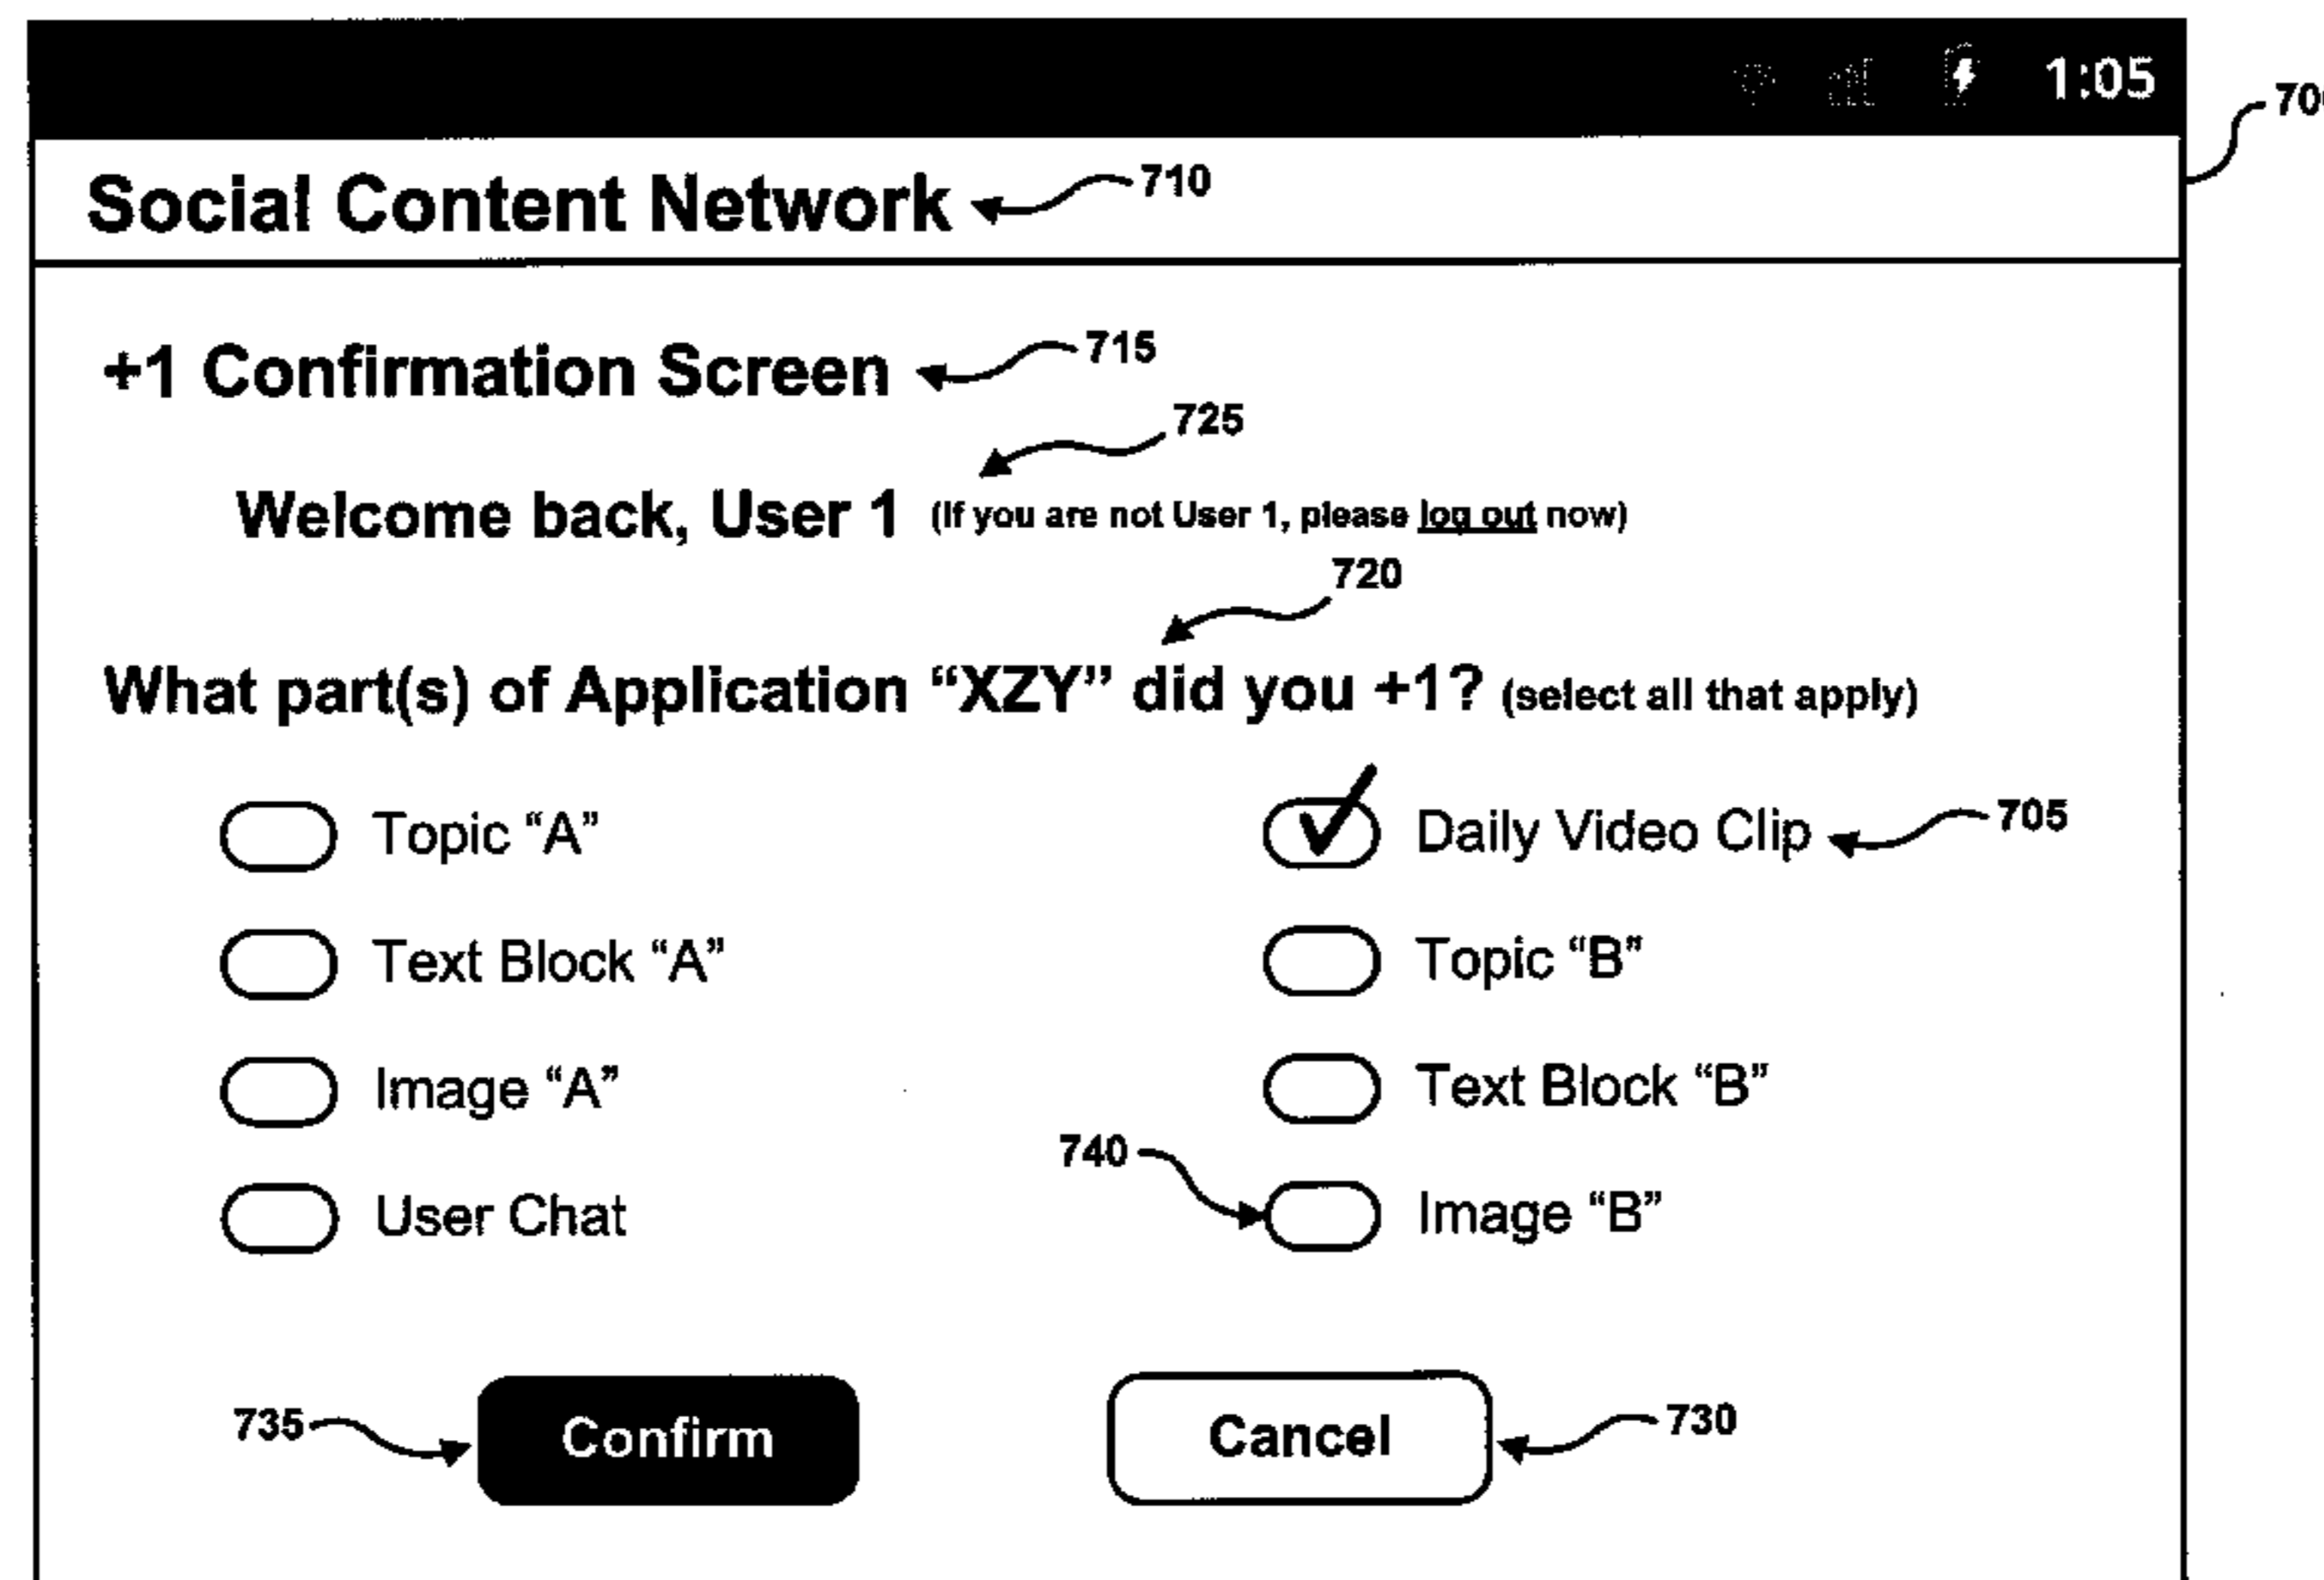 1:05
Social Content Network 710
+1 Confirmation Screen 715
725
Welcome back, User 1 (If you are not User 1, please log out now)
720
What part(s) of Application “XZY” did you +1? (select all that apply)
Topic “A”
Daily Video Clip 705
Text Block “A”
Topic “B”
Image “A”
Text Block “B”
740
User Chat
Image “B”
735 Confirm
Cancel 730